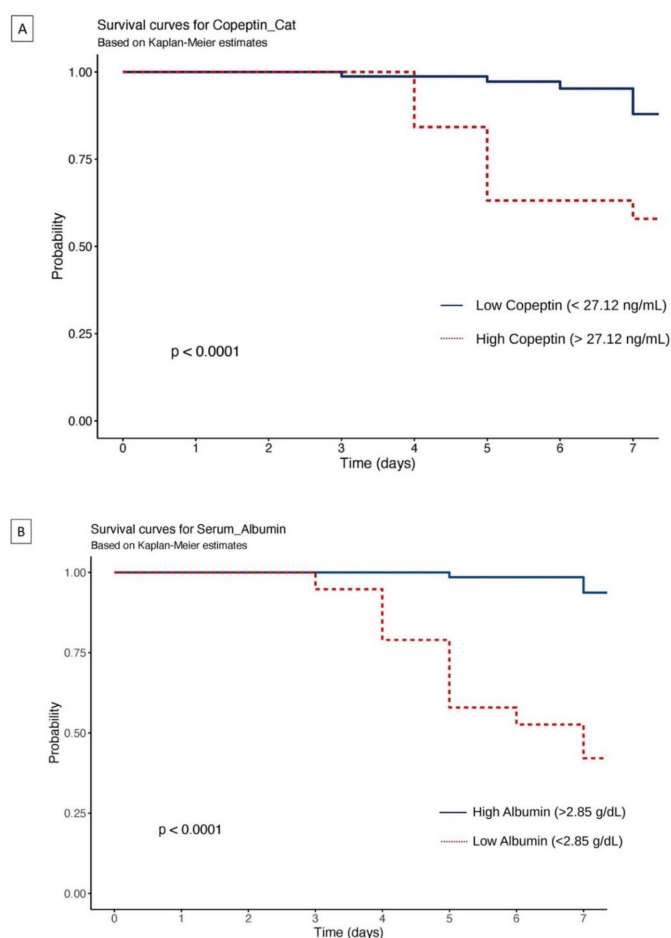 A
Survival curves for Copeptin_Cat
Based on Kaplan-Meier estimates
1.00
0.75
0.50
0.25
0.00
Probability
Low Copeptin (< 27.12 ng/mL)
High Copeptin (> 27.12 ng/mL)
p < 0.0001
0 1 2 3 4 5 6 7
Time (days)
B
Survival curves for Serum_Albumin
Based on Kaplan-Meier estimates
1.00
0.75
0.50
0.25
0.00
Probability
High Albumin (>2.85 g/dL)
Low Albumin (<2.85 g/dL)
p < 0.0001
0 1 2 3 4 5 6 7
Time (days)